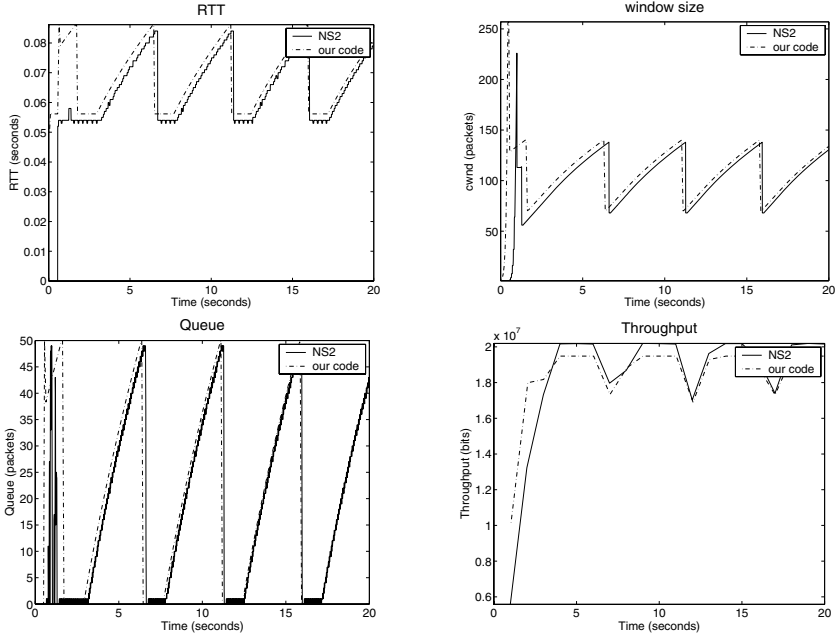 RTT
NS2
our code
0.08
0.07
0.06
0.05
0.04
0.03
0.02
0.01
0
RTT (seconds)
0 5 10 15 20
Time (seconds)
window size
NS2
our code
250
200
150
100
50
cwnd (packets)
0 5 10 15 20
Time (seconds)
Queue
NS2
our code
50
45
40
35
30
25
20
15
10
5
0
Queue (packets)
0 5 10 15 20
Time (seconds)
Throughput
x 10^7
NS2
our code
2
1.8
1.6
1.4
1.2
1
0.8
0.6
Throughput (bits)
0 5 10 15 20
Time (seconds)